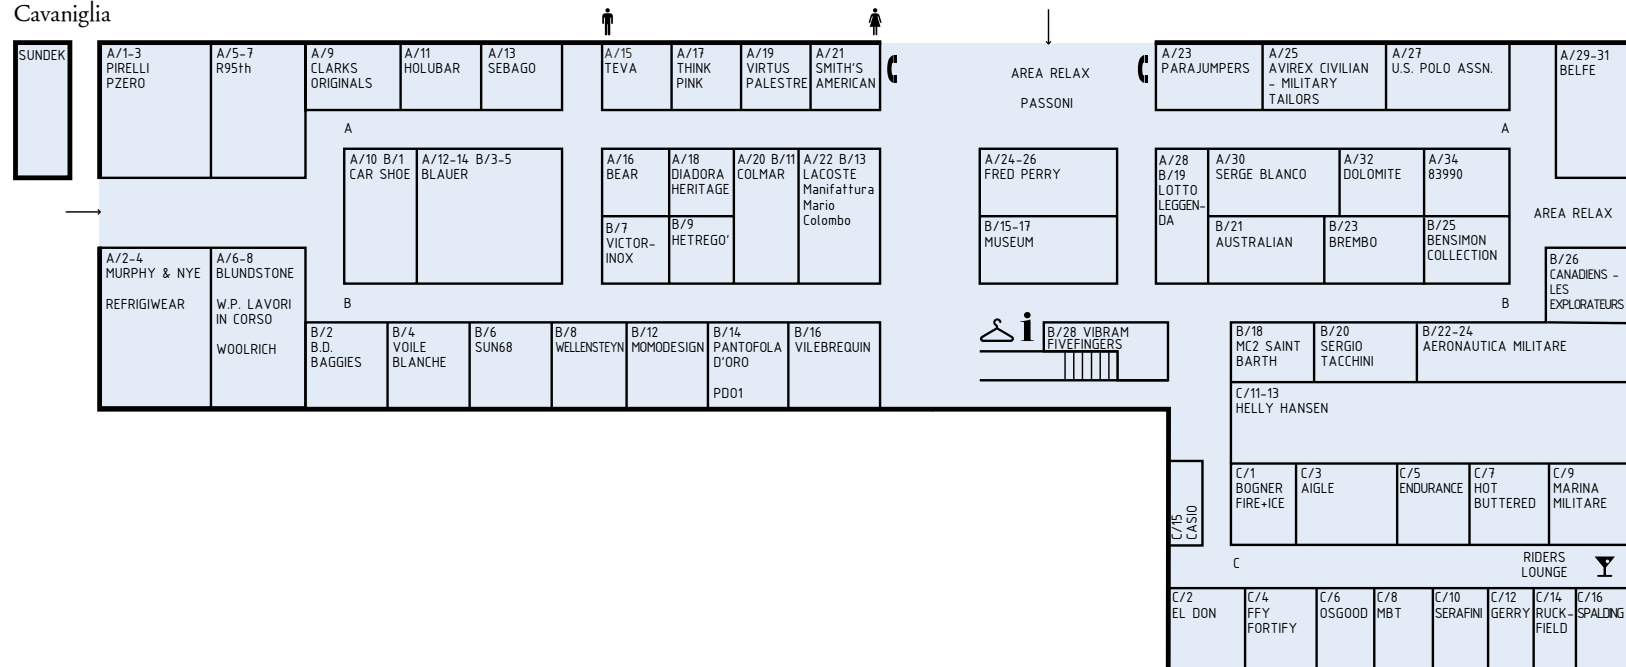 Cavaniglia
SUNDEK
A/1-3
PIRELLI
PZERO
A/5-7
R95th
A/9
CLARKS
ORIGINALS
A/11
HOLUBAR
A/13
SEBAGO
A/15
TEVA
A/17
THINK
PINK
A/19
VIRTUS
PALESTRE
A/21
SMITH'S
AMERICAN
AREA RELAX
PASSONI
A/23
PARAJUMPERS
A/25
AVIREX CIVILIAN
- MILITARY
TAILORS
A/27
U.S. POLO ASSN.
A/29-31
BELFE
A
A
A/10 B/1
CAR SHOE
A/12-14 B/3-5
BLAUER
A/16
BEAR
A/18
DIADORA
HERITAGE
A/20 B/11
COLMAR
A/22 B/13
LACOSTE
Manifattura
Mario
Colombo
B/7
VICTOR-
INOX
B/9
HETREGO'
A/24-26
FRED PERRY
B/15-17
MUSEUM
A/28
B/19
LOTTO
LEGGEN-
DA
A/30
SERGE BLANCO
A/32
DOLOMITE
A/34
83990
B/21
AUSTRALIAN
B/23
BREMBO
B/25
BENSIMON
COLLECTION
AREA RELAX
B/26
CANADIENS -
LES
EXPLORATEURS
A/2-4
MURPHY & NYE
REFRIGIWEAR
A/6-8
BLUNDSTONE
W.P. LAVORI
IN CORSO
WOOLRICH
B
B
B/2
B.D.
BAGGIES
B/4
VOILE
BLANCHE
B/6
SUN68
B/8
WELLENSTEYN
B/12
MOMODESIGN
B/14
PANTOFOLA
D'ORO
PD01
B/16
VILEBREQUIN
i
B/28 VIBRAM
FIVEFINGERS
B/18
MC2 SAINT
BARTH
B/20
SERGIO
TACCHINI
B/22-24
AERONAUTICA MILITARE
C/11-13
HELLY HANSEN
C/1
BOGNER
FIRE+ICE
C/3
AIGLE
C/5
ENDURANCE
C/7
HOT
BUTTERED
C/9
MARINA
MILITARE
C/15
CASIO
C
RIDERS
LOUNGE
C/2
EL DON
C/4
FFY
FORTIFY
C/6
OSGOOD
C/8
MBT
C/10
SERAFINI
C/12
GERRY
C/14
RUCK-
FIELD
C/16
SPALDING